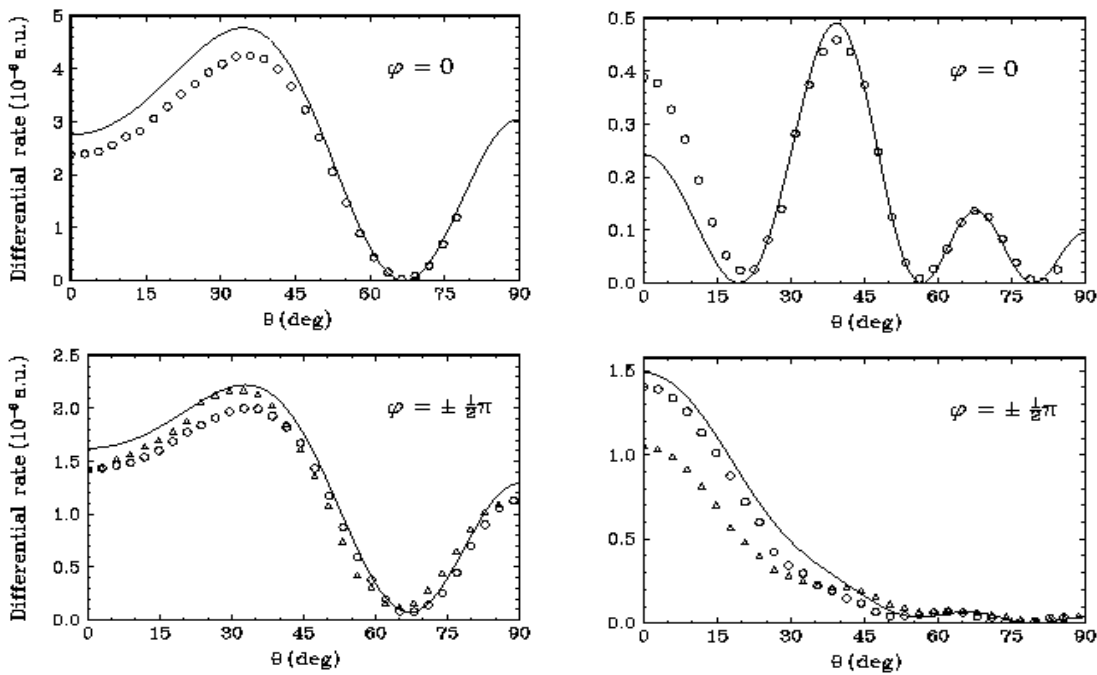 5
4
3
2
1
0
Differential rate (10⁻⁶ a.u.)
φ = 0
0 15 30 45 60 75 90
θ (deg)
0.5
0.4
0.3
0.2
0.1
0.0
φ = 0
0 15 30 45 60 75 90
θ (deg)
2.5
2.0
1.5
1.0
0.5
0.0
Differential rate (10⁻⁶ a.u.)
φ = ± ½π
0 15 30 45 60 75 90
θ (deg)
1.5
1.0
0.5
0.0
φ = ± ½π
0 15 30 45 60 75 90
θ (deg)